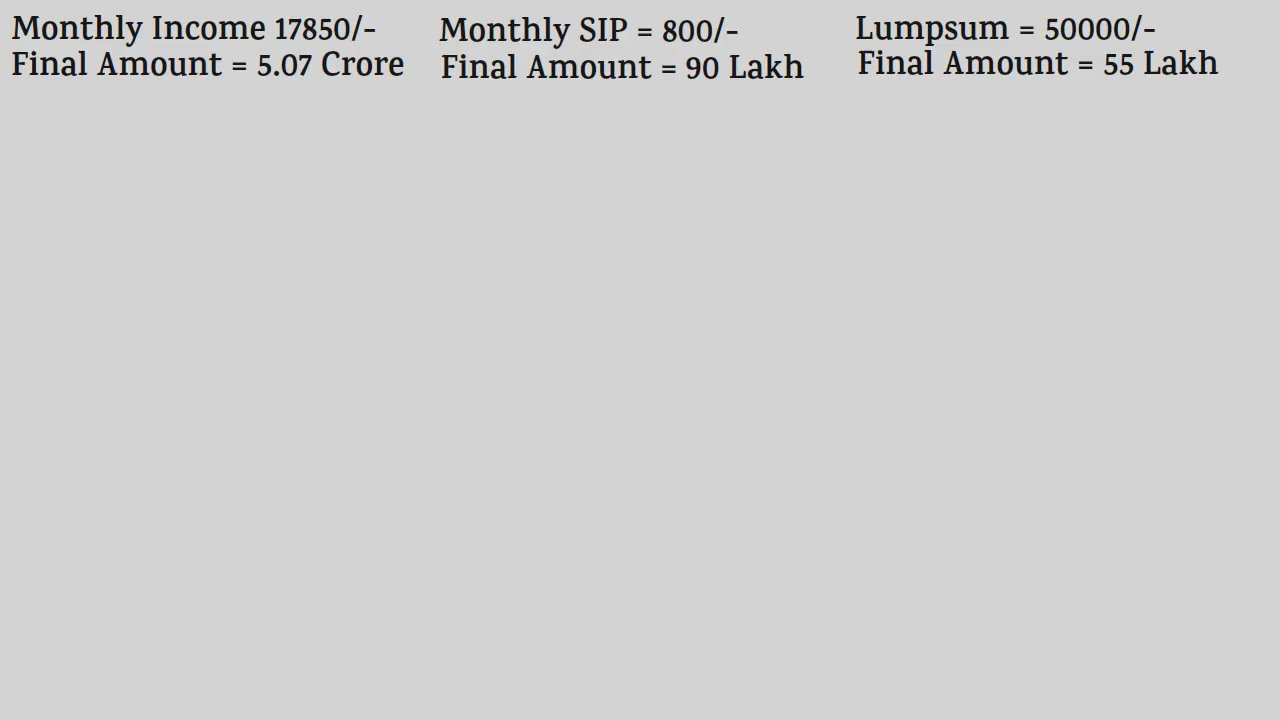 Monthly Income 17850/-
Final Amount = 5.07 Crore
Monthly SIP = 800/-
Final Amount = 90 Lakh
Lumpsum = 50000/-
Final Amount = 55 Lakh